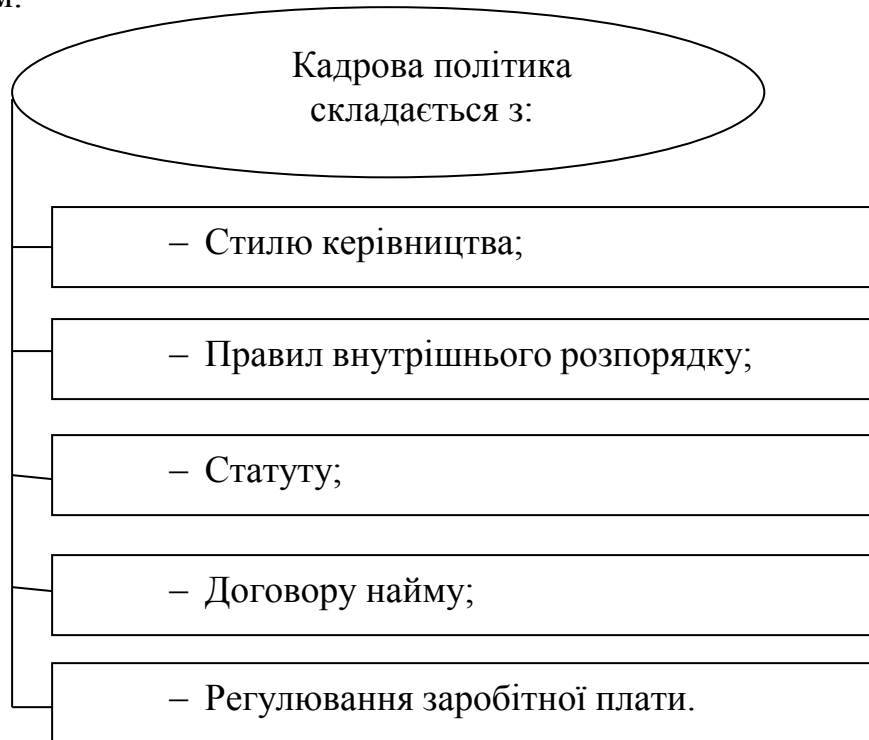 Кадрова політика
складається з:
– Стилю керівництва;
– Правил внутрішнього розпорядку;
– Статуту;
– Договору найму;
– Регулювання заробітної плати.